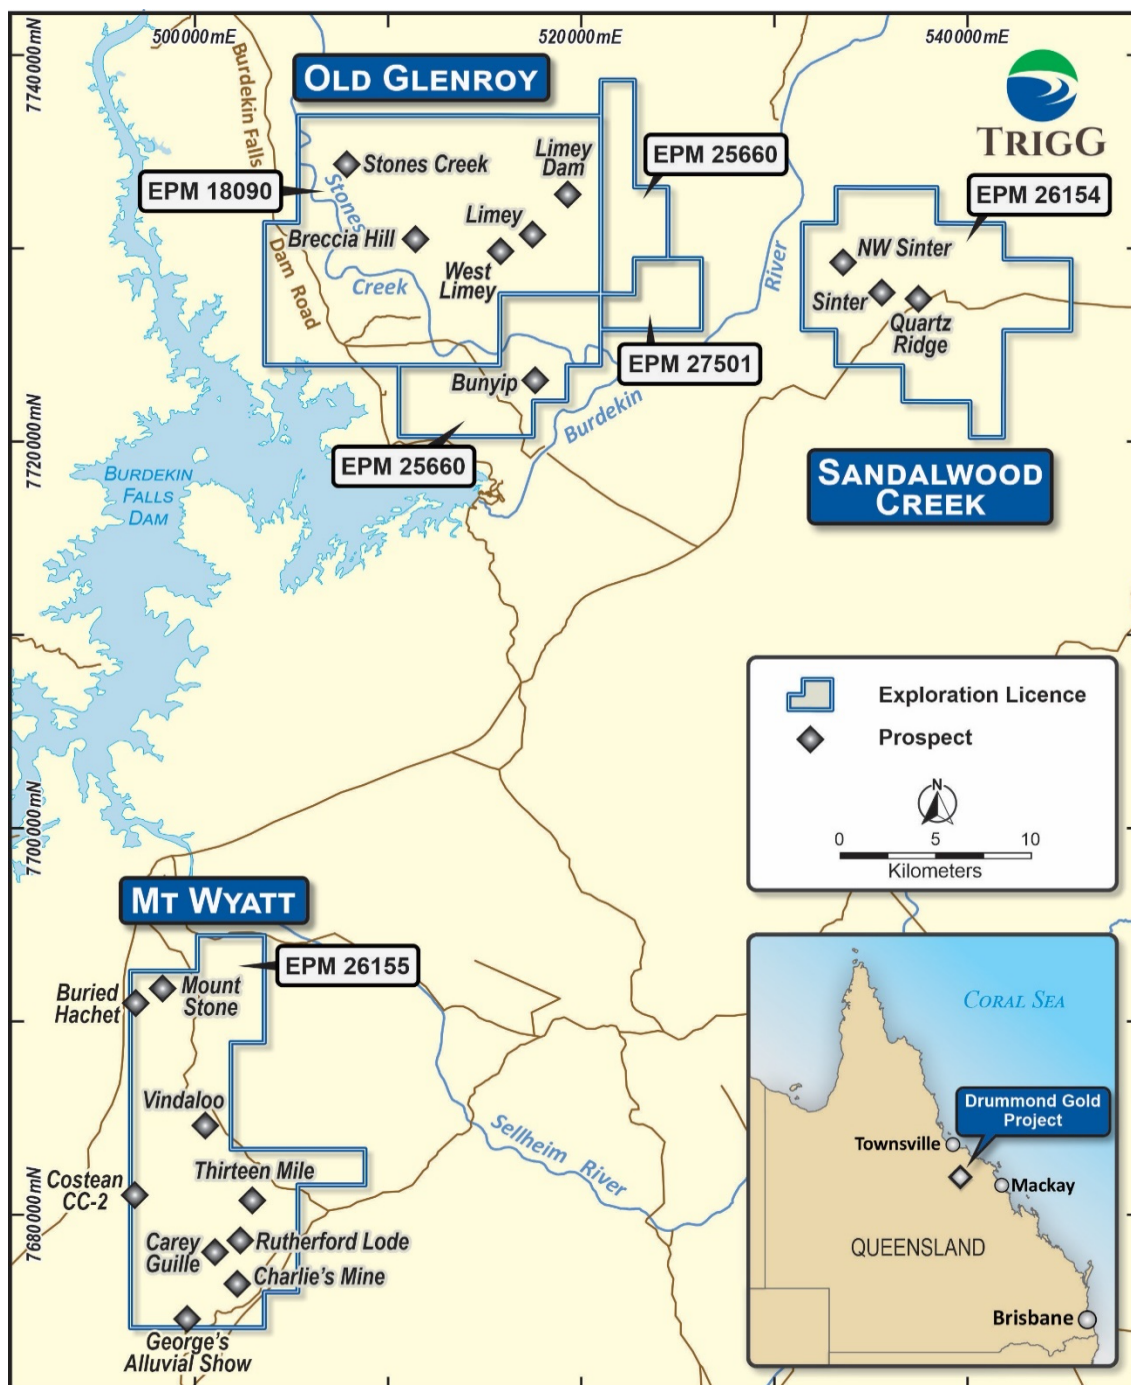 500000mE
520000mE
540000mE
7740000mN
7720000mN
7700000mN
7680000mN
OLD GLENROY
TRIGG
Burdekin Falls
Dam Road
EPM 18090
Stones Creek
Limey
Dam
EPM 25660
EPM 26154
Stones
Creek
Breccia Hill
Limey
West
Limey
River
NW Sinter
Sinter
Quartz
Ridge
EPM 27501
Bunyip
Burdekin
EPM 25660
BURDEKIN
FALLS
DAM
SANDALWOOD
CREEK
Exploration Licence
Prospect
N
0
5
10
Kilometers
MT WYATT
EPM 26155
Buried
Hachet
Mount
Stone
Vindaloo
Sellheim River
Costean
CC-2
Thirteen Mile
Carey
Guille
Rutherford Lode
Charlie's Mine
George's
Alluvial Show
CORAL SEA
Drummond Gold
Project
Townsville
Mackay
QUEENSLAND
Brisbane